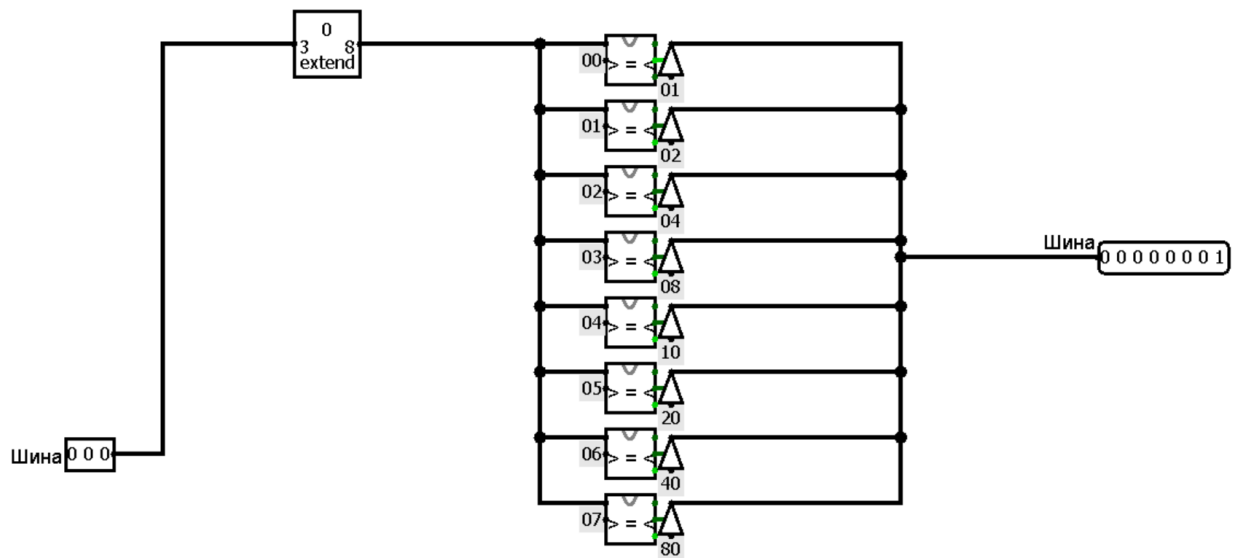 0
3 8
extend
00 > = <
01
01 > = <
02
02 > = <
04
Шина 0 0 0 0 0 0 0 1
03 > = <
08
04 > = <
10
05 > = <
20
Шина 0 0 0
06 > = <
40
07 > = <
80